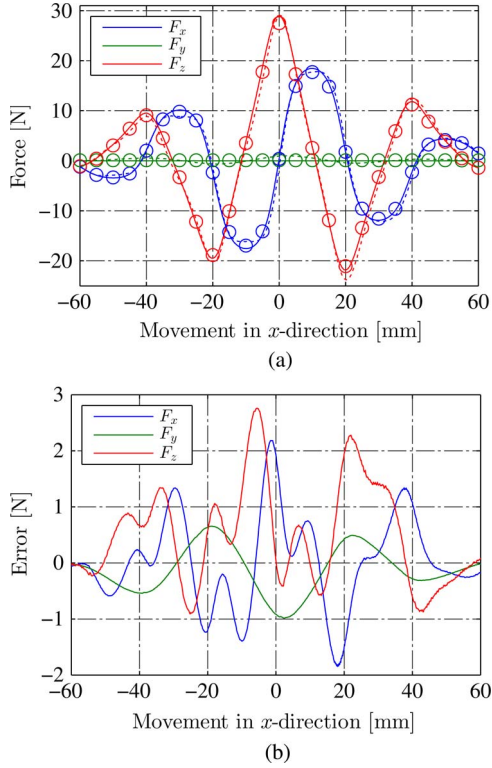 30
20
10
0
−10
−20
Force [N]
F_x
F_y
F_z
−60 −40 −20 0 20 40 60
Movement in x-direction [mm]
(a)
3
2
1
0
−1
−2
Error [N]
F_x
F_y
F_z
−60 −40 −20 0 20 40 60
Movement in x-direction [mm]
(b)